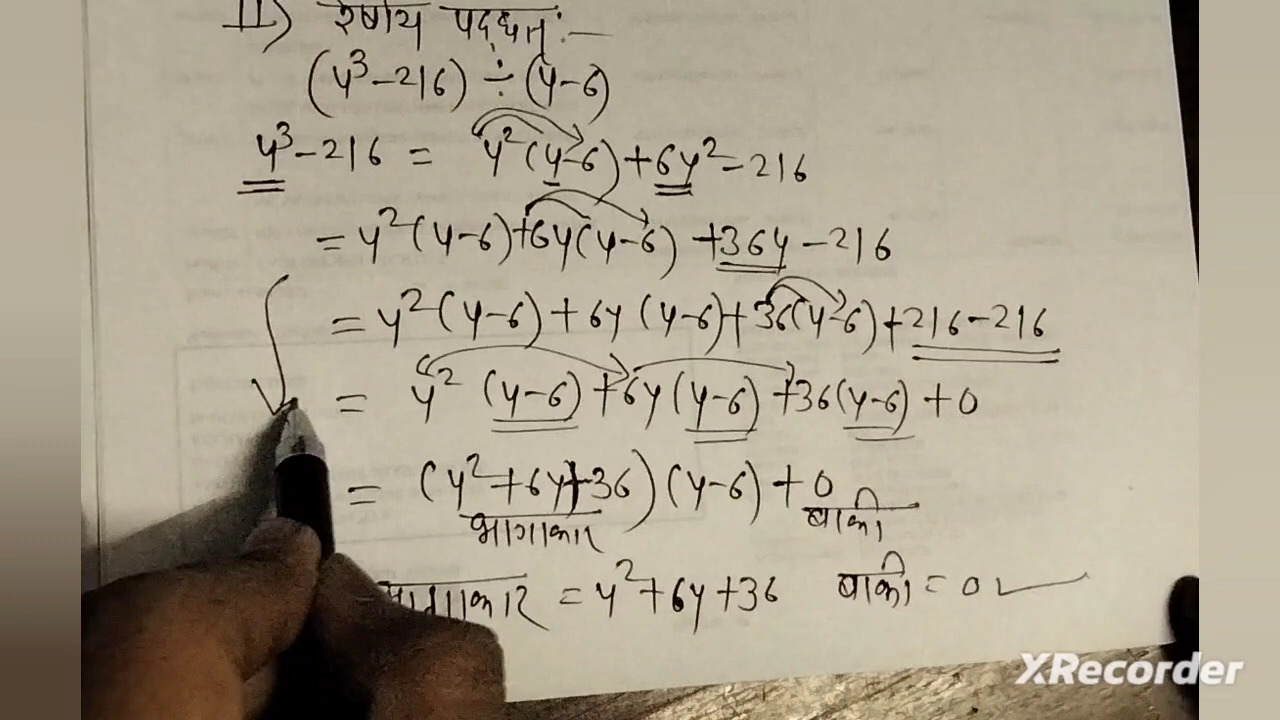 II) रेषीय पद्धत :—
(y³-216) ÷ (y-6)
y³-216 = y²(y-6)+6y²-216
= y²(y-6)+6y(y-6) +36y-216
= y²(y-6)+6y(y-6)+36(y-6)+216-216
= y² (y-6)+6y(y-6)+36(y-6)+0
= (y²+6y+36)(y-6)+0
भागाकार बाकी
भागाकार = y²+6y+36 बाकी = 0
XRecorder